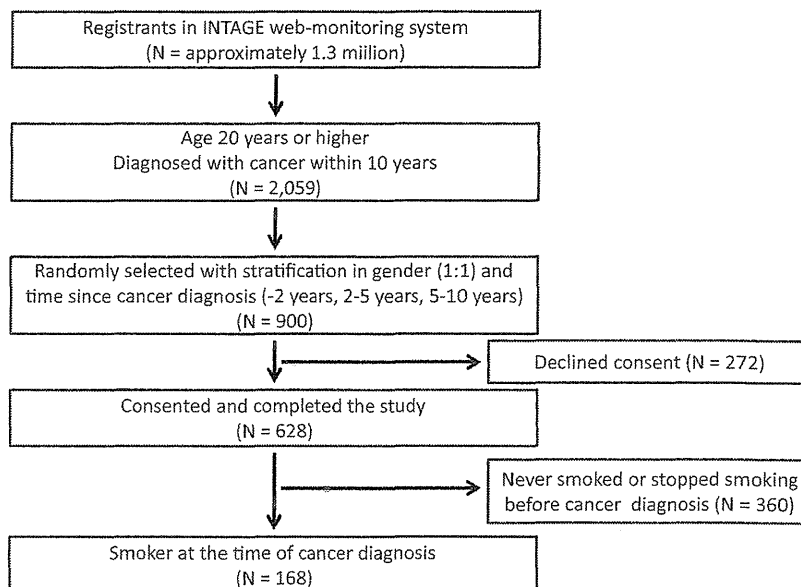 Registrants in INTAGE web-monitoring system
(N = approximately 1.3 million)
Age 20 years or higher
Diagnosed with cancer within 10 years
(N = 2,059)
Randomly selected with stratification in gender (1:1) and
time since cancer diagnosis (-2 years, 2-5 years, 5-10 years)
(N = 900)
Declined consent (N = 272)
Consented and completed the study
(N = 628)
Never smoked or stopped smoking
before cancer diagnosis (N = 360)
Smoker at the time of cancer diagnosis
(N = 168)